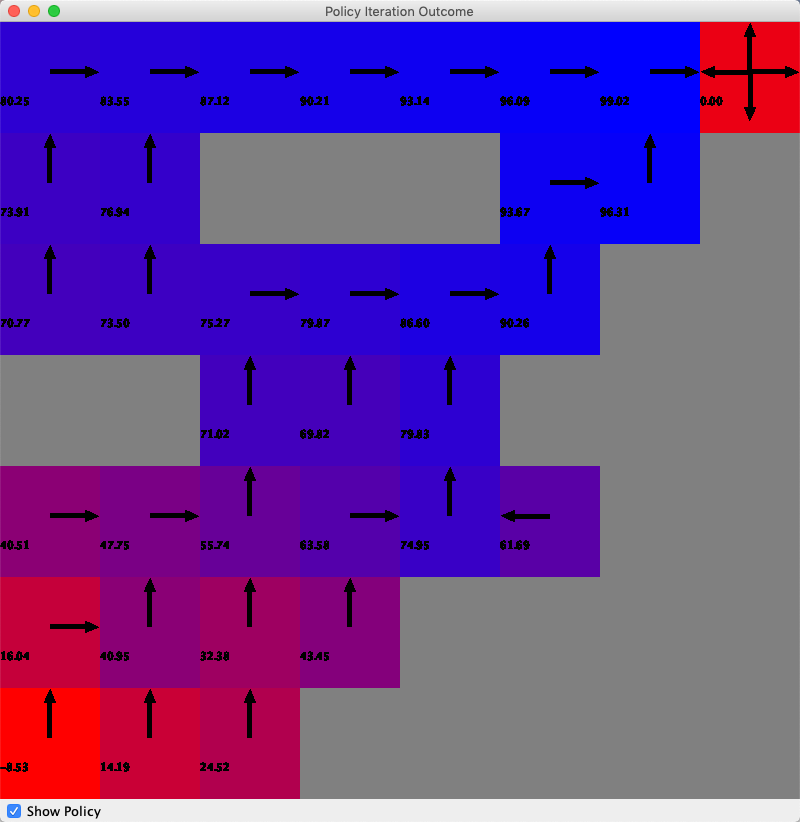 Policy Iteration Outcome
80.25 83.55 87.12 90.21 93.14 96.09 99.02 0.00
73.91 76.94 93.67 96.31
70.77 73.50 75.27 79.87 86.60 90.26
71.02 69.82 79.83
40.51 47.75 55.74 63.58 74.95 61.69
16.04 40.95 32.38 43.45
-8.53 14.19 24.52
Show Policy